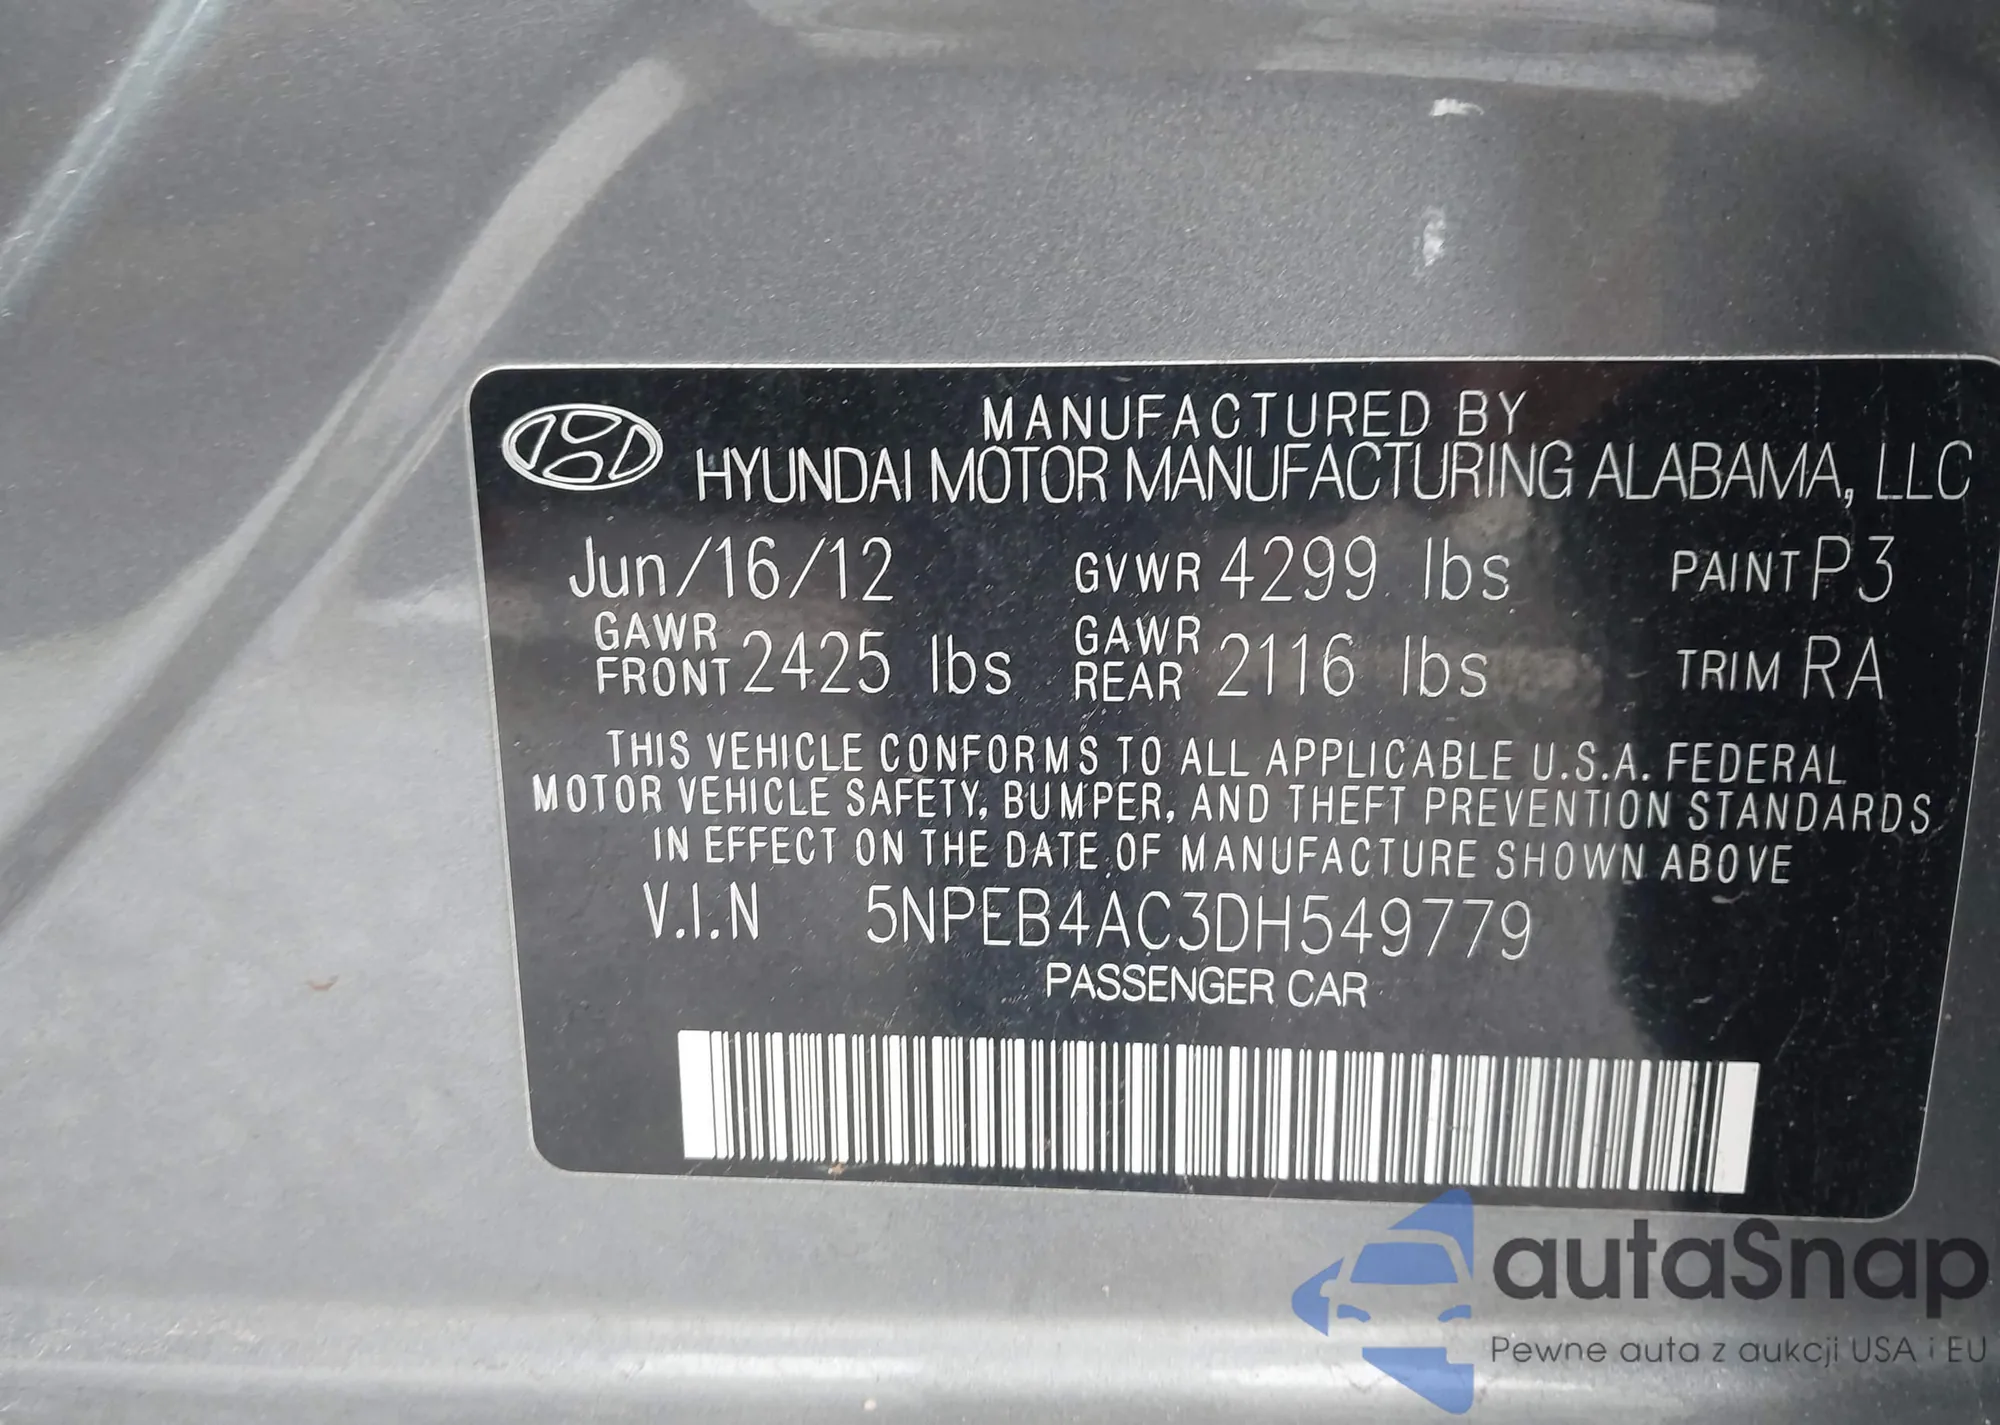 MANUFACTURED BY
HYUNDAI MOTOR MANUFACTURING ALABAMA, LLC
Jun/16/12 GVWR 4299 lbs PAINT P3
GAWR FRONT 2425 lbs GAWR REAR 2116 lbs TRIM RA
THIS VEHICLE CONFORMS TO ALL APPLICABLE U.S.A. FEDERAL
MOTOR VEHICLE SAFETY, BUMPER, AND THEFT PREVENTION STANDARDS
IN EFFECT ON THE DATE OF MANUFACTURE SHOWN ABOVE
V.I.N 5NPEB4AC3DH549779
PASSENGER CAR
autaSnap
Pewne auta z aukcji USA i EU